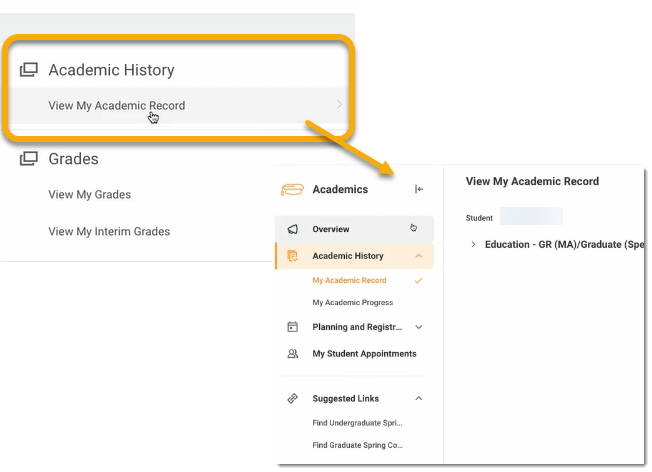 Academic History
View My Academic Record
Grades
View My Grades
View My Interim Grades
Academics
Overview
Academic History
My Academic Record
My Academic Progress
Planning and Registr...
My Student Appointments
Suggested Links
Find Undergraduate Spri...
Find Graduate Spring Co...
View My Academic Record
Student
Education - GR (MA)/Graduate (Spe